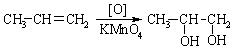 CH₃-CH=CH₂ [O] KMnO₄ CH₃-CH-CH₂
OH OH